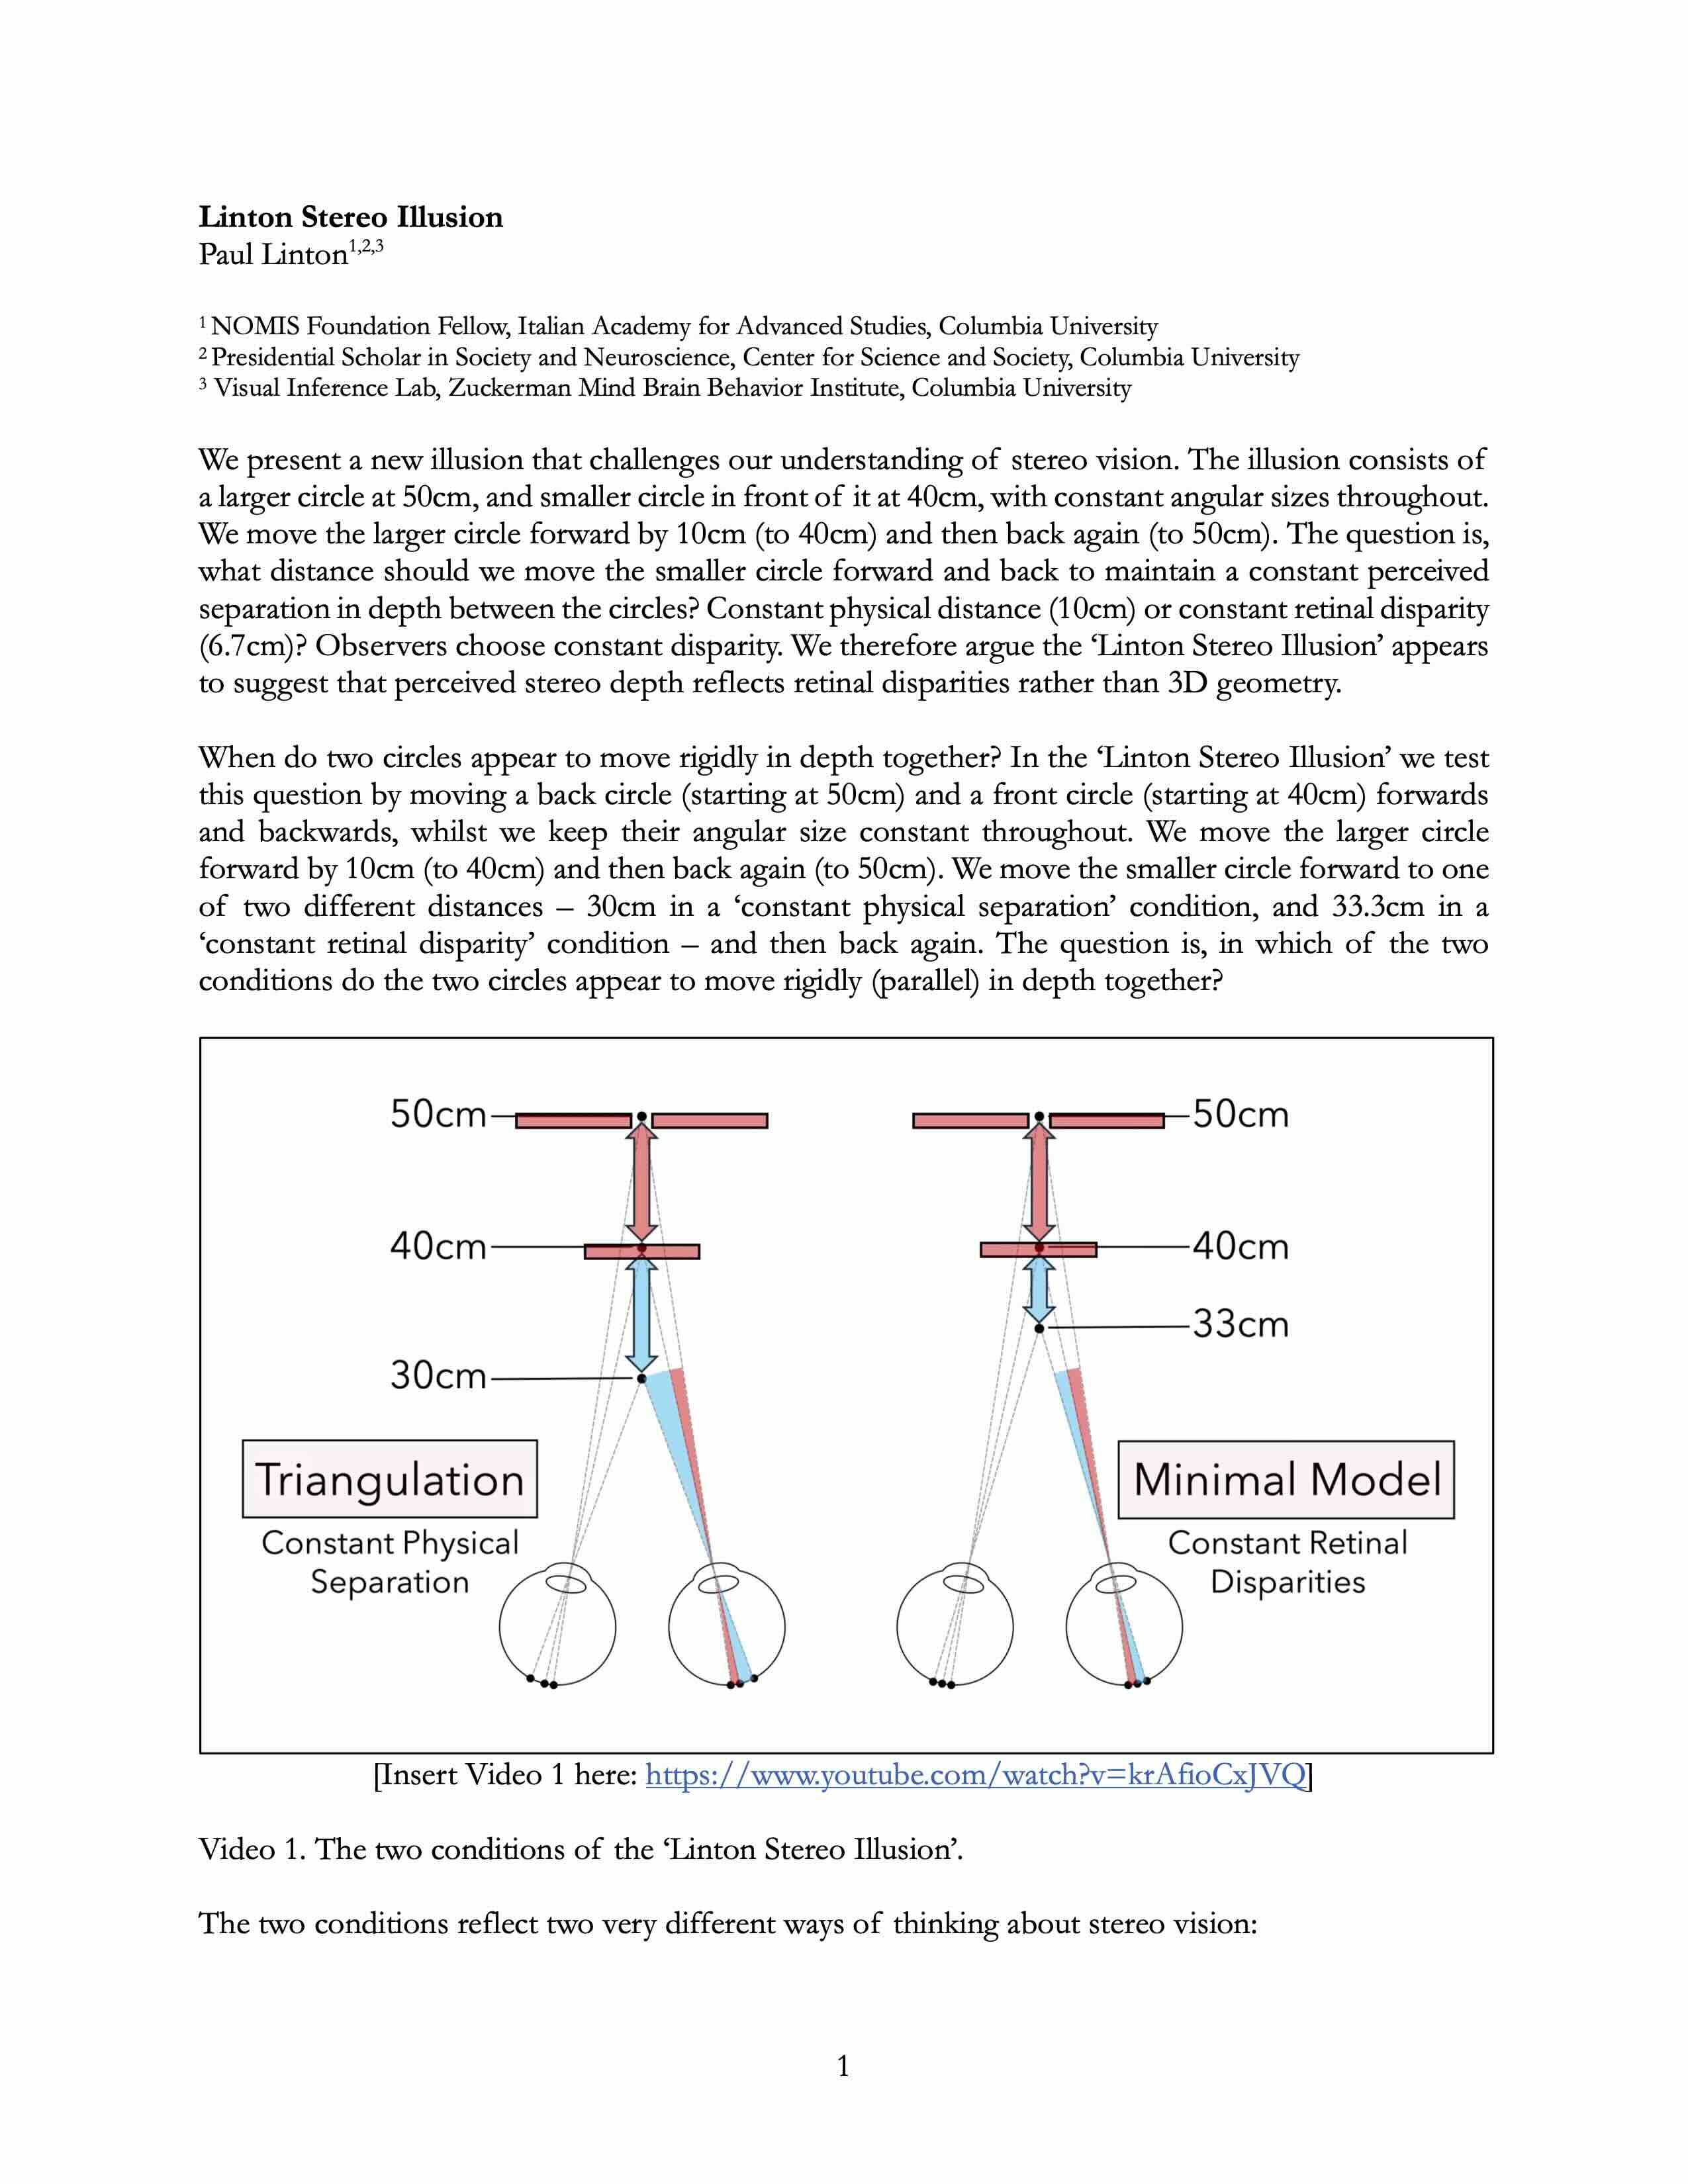 Linton Stereo Illusion
Paul Linton1,2,3
1 NOMIS Foundation Fellow, Italian Academy for Advanced Studies, Columbia University
2 Presidential Scholar in Society and Neuroscience, Center for Science and Society, Columbia University
3 Visual Inference Lab, Zuckerman Mind Brain Behavior Institute, Columbia University
We present a new illusion that challenges our understanding of stereo vision. The illusion consists of
a larger circle at 50cm, and smaller circle in front of it at 40cm, with constant angular sizes throughout.
We move the larger circle forward by 10cm (to 40cm) and then back again (to 50cm). The question is,
what distance should we move the smaller circle forward and back to maintain a constant perceived
separation in depth between the circles? Constant physical distance (10cm) or constant retinal disparity
(6.7cm)? Observers choose constant disparity. We therefore argue the ‘Linton Stereo Illusion’ appears
to suggest that perceived stereo depth reflects retinal disparities rather than 3D geometry.
When do two circles appear to move rigidly in depth together? In the ‘Linton Stereo Illusion’ we test
this question by moving a back circle (starting at 50cm) and a front circle (starting at 40cm) forwards
and backwards, whilst we keep their angular size constant throughout. We move the larger circle
forward by 10cm (to 40cm) and then back again (to 50cm). We move the smaller circle forward to one
of two different distances – 30cm in a ‘constant physical separation’ condition, and 33.3cm in a
‘constant retinal disparity’ condition – and then back again. The question is, in which of the two
conditions do the two circles appear to move rigidly (parallel) in depth together?
50cm
40cm
30cm
Triangulation
Constant Physical
Separation
50cm
40cm
33cm
Minimal Model
Constant Retinal
Disparities
[Insert Video 1 here: https://www.youtube.com/watch?v=krAfioCxJVQ]
Video 1. The two conditions of the ‘Linton Stereo Illusion’.
The two conditions reflect two very different ways of thinking about stereo vision:
1